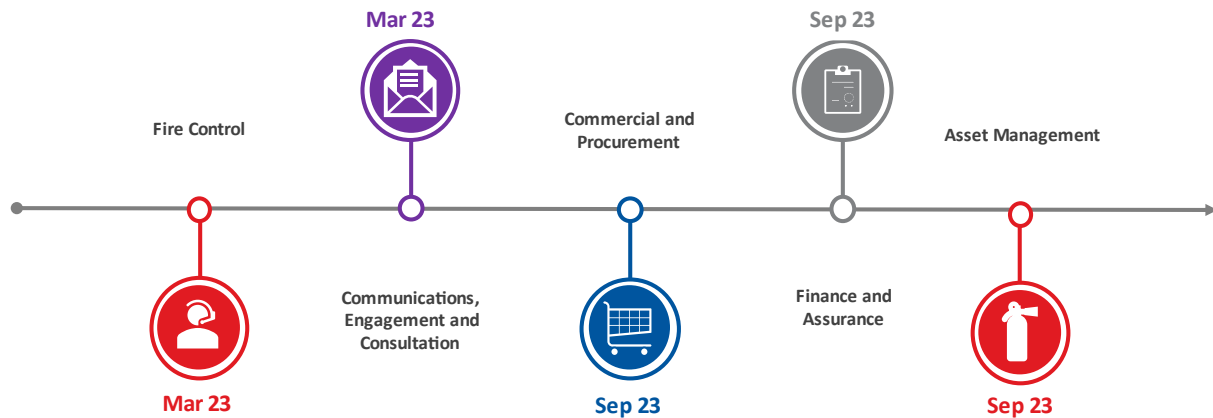 Mar 23
Sep 23
Fire Control
Commercial and
Procurement
Asset Management
Communications,
Engagement and
Consultation
Finance and
Assurance
Mar 23
Sep 23
Sep 23